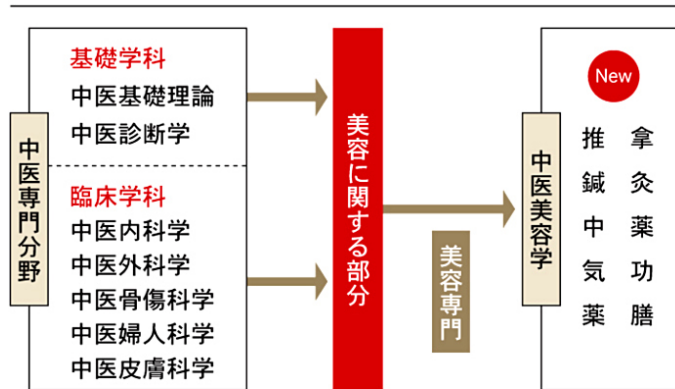 中医専門分野
基礎学科
中医基礎理論
中医診断学
臨床学科
中医内科学
中医外科学
中医骨傷科学
中医婦人科学
中医皮膚科学
美容に関する部分
美容専門
中医美容学
New
推拿
鍼灸
中薬
気功
薬膳